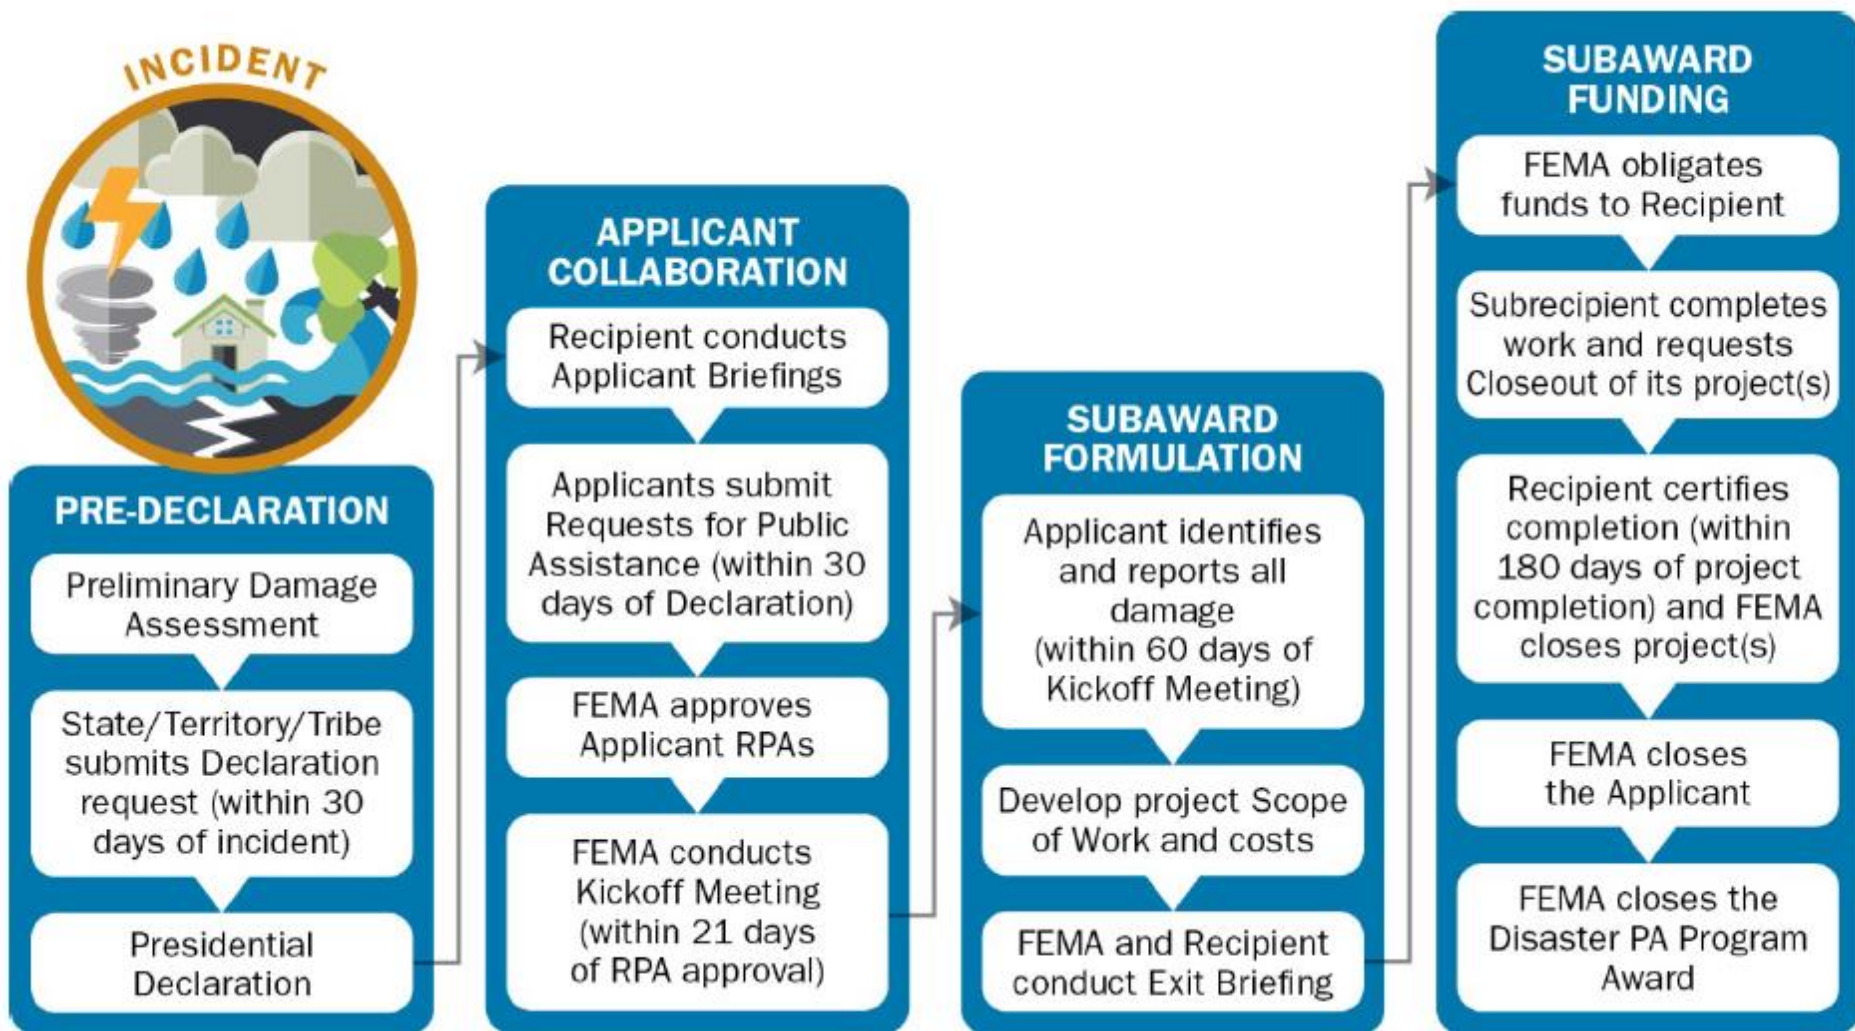 INCIDENT
PRE-DECLARATION
Preliminary Damage
Assessment
State/Territory/Tribe
submits Declaration
request (within 30
days of incident)
Presidential
Declaration
APPLICANT
COLLABORATION
Recipient conducts
Applicant Briefings
Applicants submit
Requests for Public
Assistance (within 30
days of Declaration)
FEMA approves
Applicant RPAs
FEMA conducts
Kickoff Meeting
(within 21 days
of RPA approval)
SUBAWARD
FORMULATION
Applicant identifies
and reports all
damage
(within 60 days of
Kickoff Meeting)
Develop project Scope
of Work and costs
FEMA and Recipient
conduct Exit Briefing
SUBAWARD
FUNDING
FEMA obligates
funds to Recipient
Subrecipient completes
work and requests
Closeout of its project(s)
Recipient certifies
completion (within
180 days of project
completion) and FEMA
closes project(s)
FEMA closes
the Applicant
FEMA closes the
Disaster PA Program
Award